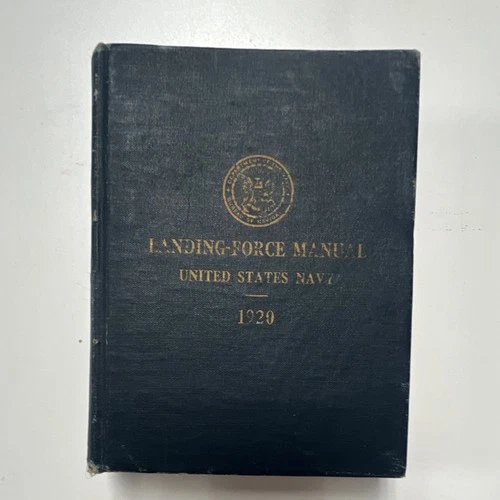 LANDING-FORCE MANUAL
UNITED STATES NAVY
1920